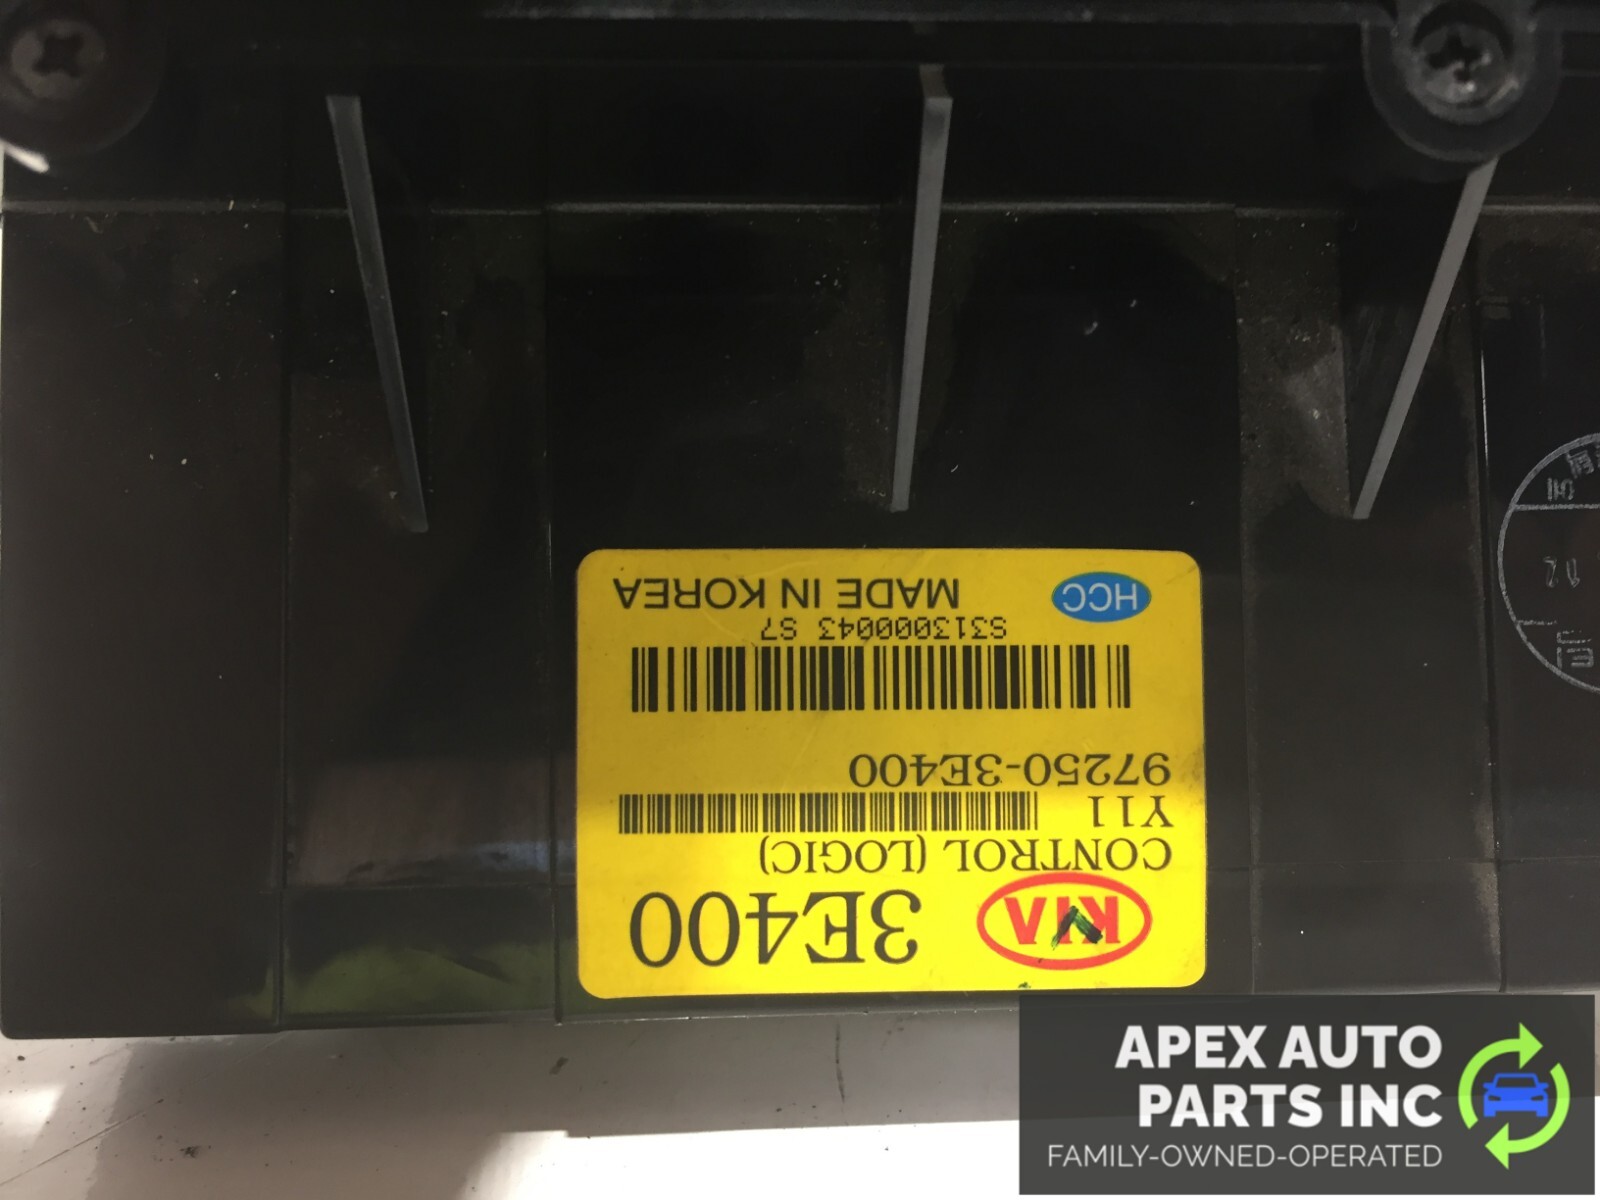 KIA 3E400
CONTROL (LOGIC)
Y11
97250-3E400
S313000043 S7
HCC MADE IN KOREA
APEX AUTO
PARTS INC
FAMILY-OWNED-OPERATED